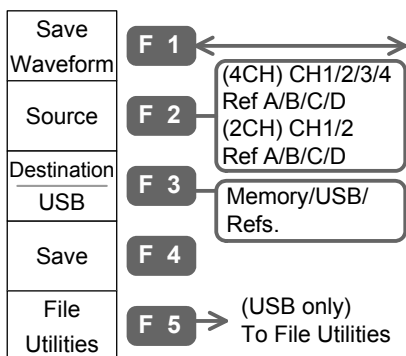 Save
Waveform
F 1
Source
F 2
(4CH) CH1/2/3/4
Ref A/B/C/D
(2CH) CH1/2
Ref A/B/C/D
Destination
USB
F 3
Memory/USB/
Refs.
Save
F 4
File
Utilities
F 5
(USB only)
To File Utilities